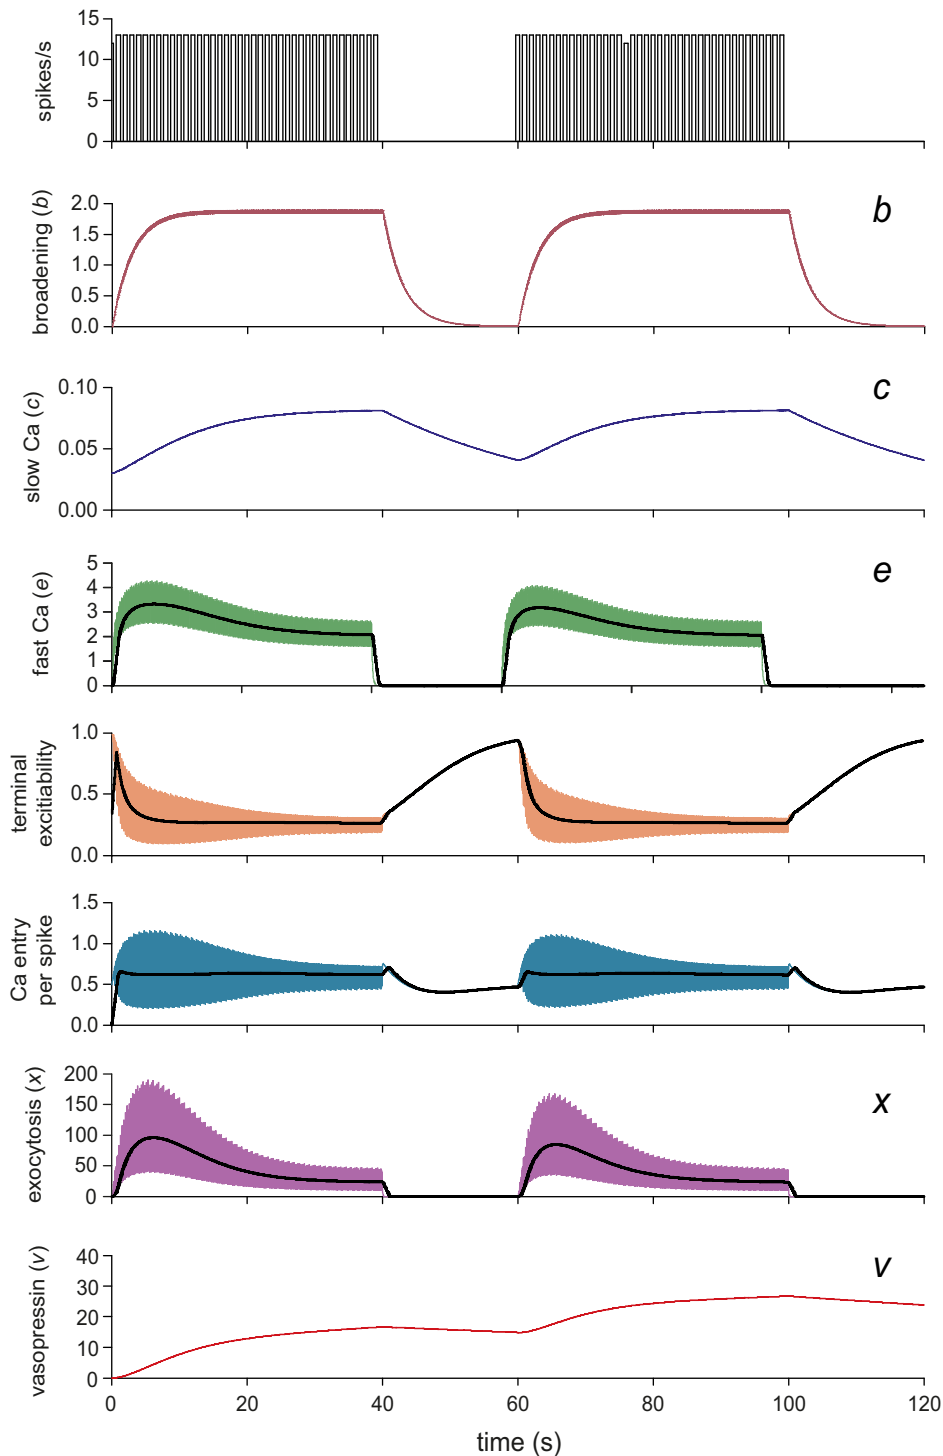 spikes/s
15
10
5
0
broadening (b)
2.0
1.5
1.0
0.5
0.0
b
slow Ca (c)
0.10
0.05
0.00
c
fast Ca (e)
5
4
3
2
1
0
e
terminal
excitiability
1.0
0.5
0.0
Ca entry
per spike
1.5
1.0
0.5
0.0
exocytosis (x)
200
150
100
50
0
x
vasopressin (v)
40
30
20
10
0
v
0 20 40 60 80 100 120
time (s)